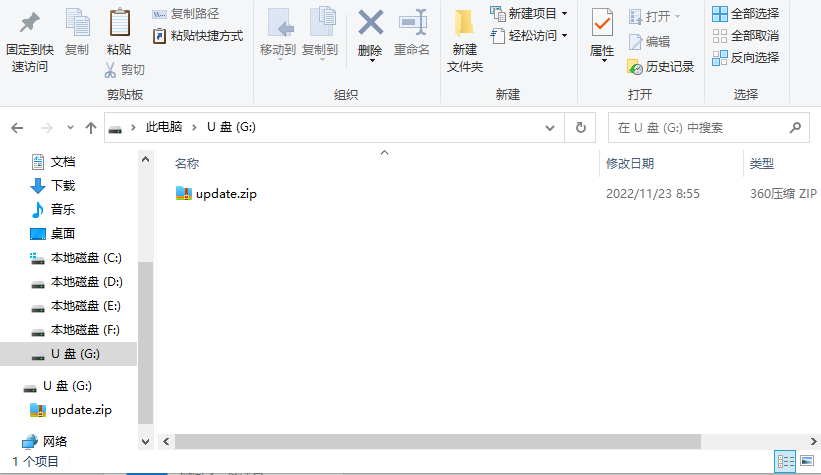 固定到快
速访问
复制
粘贴
复制路径
粘贴快捷方式
剪切
剪贴板
移动到
复制到
删除
重命名
组织
新建
文件夹
新建项目
轻松访问
新建
属性
打开
编辑
历史记录
打开
全部选择
全部取消
反向选择
选择
此电脑 U 盘 (G:)
在 U 盘 (G:) 中搜索
文档
下载
音乐
桌面
本地磁盘 (C:)
本地磁盘 (D:)
本地磁盘 (E:)
本地磁盘 (F:)
U 盘 (G:)
U 盘 (G:)
update.zip
网络
名称 修改日期 类型
update.zip 2022/11/23 8:55 360压缩 ZIP
1 个项目